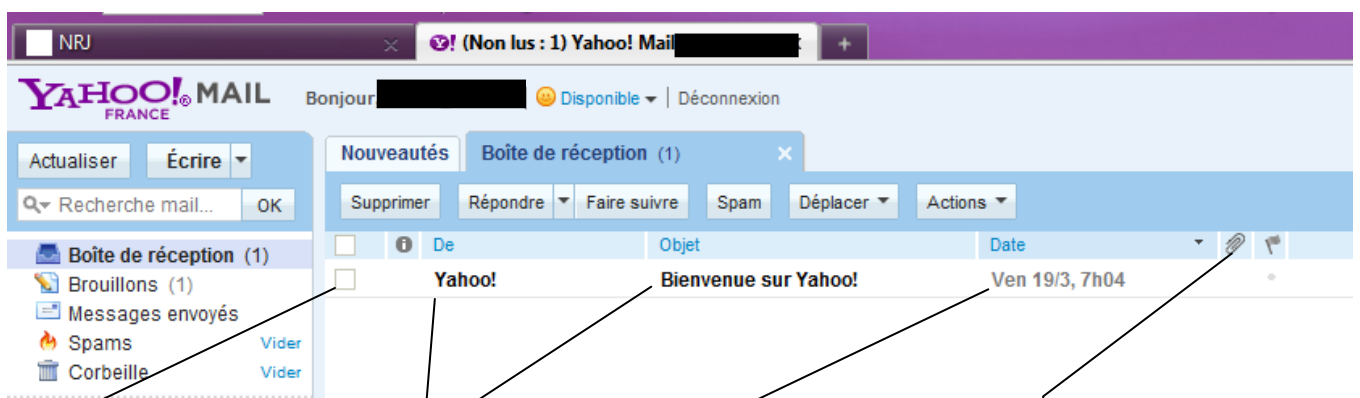 NRJ
Y! (Non lus : 1) Yahoo! Mail
+
YAHOO!® MAIL
FRANCE
Bonjour
Disponible | Déconnexion
Actualiser Écrire
Nouveautés Boîte de réception (1)
Recherche mail... OK
Supprimer Répondre Faire suivre Spam Déplacer Actions
De Objet Date
Boîte de réception (1)
Yahoo! Bienvenue sur Yahoo! Ven 19/3, 7h04
Brouillons (1)
Messages envoyés
Spams Vider
Corbeille Vider